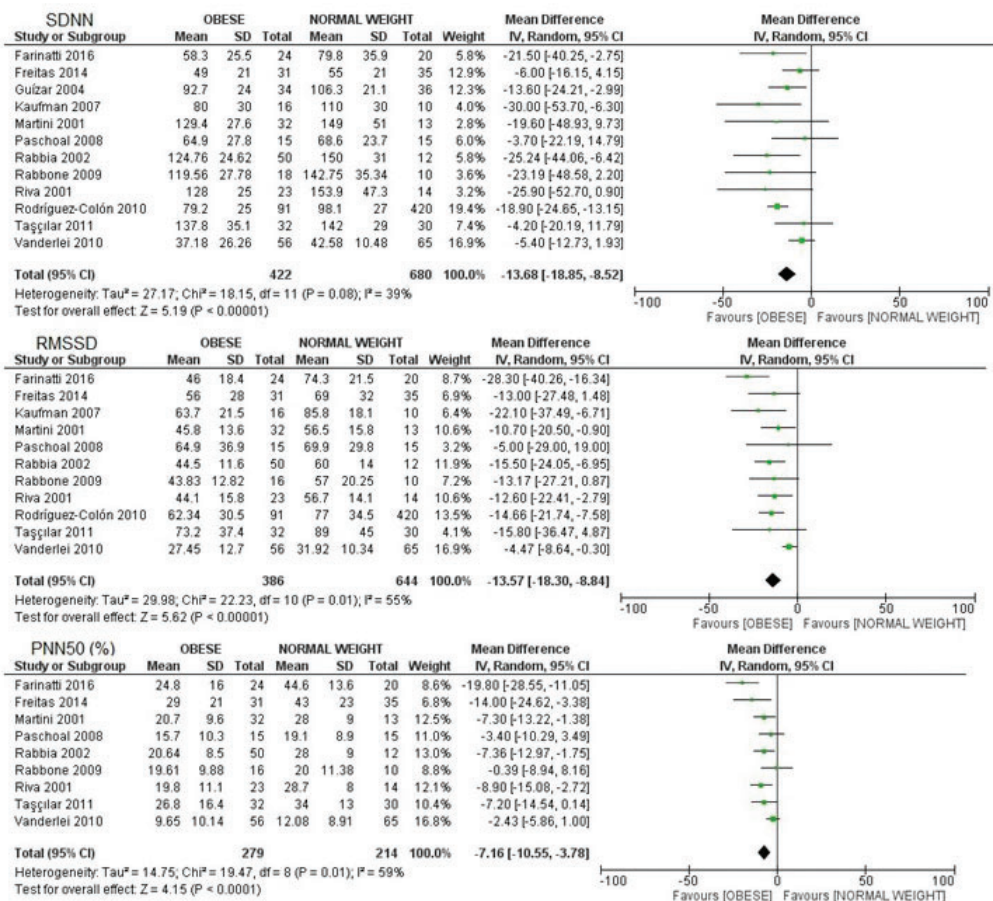 SDNN OBESE NORMAL WEIGHT Mean Difference Mean Difference
Study or Subgroup Mean SD Total Mean SD Total Weight IV, Random, 95% CI IV, Random, 95% CI
Farinatti 2016 58.3 25.5 24 79.8 35.9 20 5.8% -21.50 [-40.25, -2.75]
Freitas 2014 49 21 31 55 21 35 12.9% -6.00 [-16.15, 4.15]
Guízar 2004 92.7 24 34 106.3 21.1 36 12.3% -13.60 [-24.21, -2.99]
Kaufman 2007 80 30 16 110 30 10 3.9% -30.00 [-53.70, -6.30]
Martini 2001 129.4 27.6 32 149 51 13 2.8% -19.60 [-48.93, 9.73]
Paschoal 2008 64.9 27.8 15 68.6 23.7 15 5.9% -3.70 [-22.19, 14.79]
Rabbia 2002 124.76 24.62 50 150 31 12 5.8% -25.24 [-44.06, -6.42]
Rabbone 2009 119.56 27.78 18 142.75 35.34 10 3.6% -23.19 [-48.58, 2.20]
Riva 2001 128 25 23 153.9 47.3 14 3.3% -25.90 [-52.70, 0.90]
Rodríguez-Colón 2010 79.2 25 91 98.1 27 420 19.4% -18.90 [-24.65, -13.15]
Taşçılar 2011 137.8 35.1 32 142 29 30 7.4% -4.20 [-20.19, 11.79]
Vanderlei 2010 37.18 26.26 56 42.58 10.48 65 16.9% -5.40 [-12.73, 1.93]
Total (95% CI) 422 680 100.0% -13.68 [-18.85, -8.52]
Heterogeneity: Tau² = 27.17; Chi² = 18.15, df = 11 (P = 0.08); I² = 39%
Test for overall effect: Z = 5.19 (P < 0.00001)
-100 -50 0 50 100
Favours [OBESE] Favours [NORMAL WEIGHT]
RMSSD OBESE NORMAL WEIGHT Mean Difference Mean Difference
Study or Subgroup Mean SD Total Mean SD Total Weight IV, Random, 95% CI IV, Random, 95% CI
Farinatti 2016 46 18.4 24 74.3 21.5 20 8.7% -28.30 [-40.26, -16.34]
Freitas 2014 56 28 31 69 32 35 6.9% -13.00 [-27.48, 1.48]
Kaufman 2007 63.7 21.5 16 85.8 18.1 10 6.4% -22.10 [-37.49, -6.71]
Martini 2001 45.8 13.6 32 56.5 15.8 13 10.6% -10.70 [-20.50, -0.90]
Paschoal 2008 64.9 36.9 15 69.9 29.8 15 3.2% -5.00 [-29.00, 19.00]
Rabbia 2002 44.5 11.6 50 60 14 12 11.9% -15.50 [-24.05, -6.95]
Rabbone 2009 43.83 12.82 16 57 20.25 10 7.2% -13.17 [-27.21, 0.87]
Riva 2001 44.1 15.8 23 56.7 14.1 14 10.6% -12.60 [-22.41, -2.79]
Rodríguez-Colón 2010 62.34 30.5 91 77 34.5 420 13.5% -14.66 [-21.74, -7.58]
Taşçılar 2011 73.2 37.4 32 89 45 30 4.1% -15.80 [-36.47, 4.87]
Vanderlei 2010 27.45 12.7 56 31.92 10.34 65 16.9% -4.47 [-8.64, -0.30]
Total (95% CI) 386 644 100.0% -13.57 [-18.30, -8.84]
Heterogeneity: Tau² = 29.98; Chi² = 22.23, df = 10 (P = 0.01); I² = 55%
Test for overall effect: Z = 5.62 (P < 0.00001)
-100 -50 0 50 100
Favours [OBESE] Favours [NORMAL WEIGHT]
PNN50 (%) OBESE NORMAL WEIGHT Mean Difference Mean Difference
Study or Subgroup Mean SD Total Mean SD Total Weight IV, Random, 95% CI IV, Random, 95% CI
Farinatti 2016 24.8 16 24 44.6 13.6 20 8.6% -19.80 [-28.55, -11.05]
Freitas 2014 29 21 31 43 23 35 6.7% -14.00 [-24.62, -3.38]
Martini 2001 20.7 9.6 32 28 9 13 12.5% -7.30 [-13.22, -1.38]
Paschoal 2008 15.7 10.3 15 19.1 8.9 15 11.0% -3.40 [-10.29, 3.49]
Rabbia 2002 20.64 8.5 50 28 9 12 13.0% -7.36 [-12.97, -1.75]
Rabbone 2009 19.61 9.88 16 20 11.38 10 8.8% -0.39 [-8.94, 8.16]
Riva 2001 19.8 11.1 23 28.7 8 14 12.1% -8.90 [-15.08, -2.72]
Taşçılar 2011 26.8 16.4 32 34 13 30 10.4% -7.20 [-14.54, 0.14]
Vanderlei 2010 9.65 10.14 56 12.08 8.91 65 16.8% -2.43 [-5.86, 1.00]
Total (95% CI) 279 214 100.0% -7.16 [-10.55, -3.78]
Heterogeneity: Tau² = 14.75; Chi² = 19.47, df = 8 (P = 0.01); I² = 59%
Test for overall effect: Z = 4.15 (P < 0.0001)
-100 -50 0 50 100
Favours [OBESE] Favours [NORMAL WEIGHT]